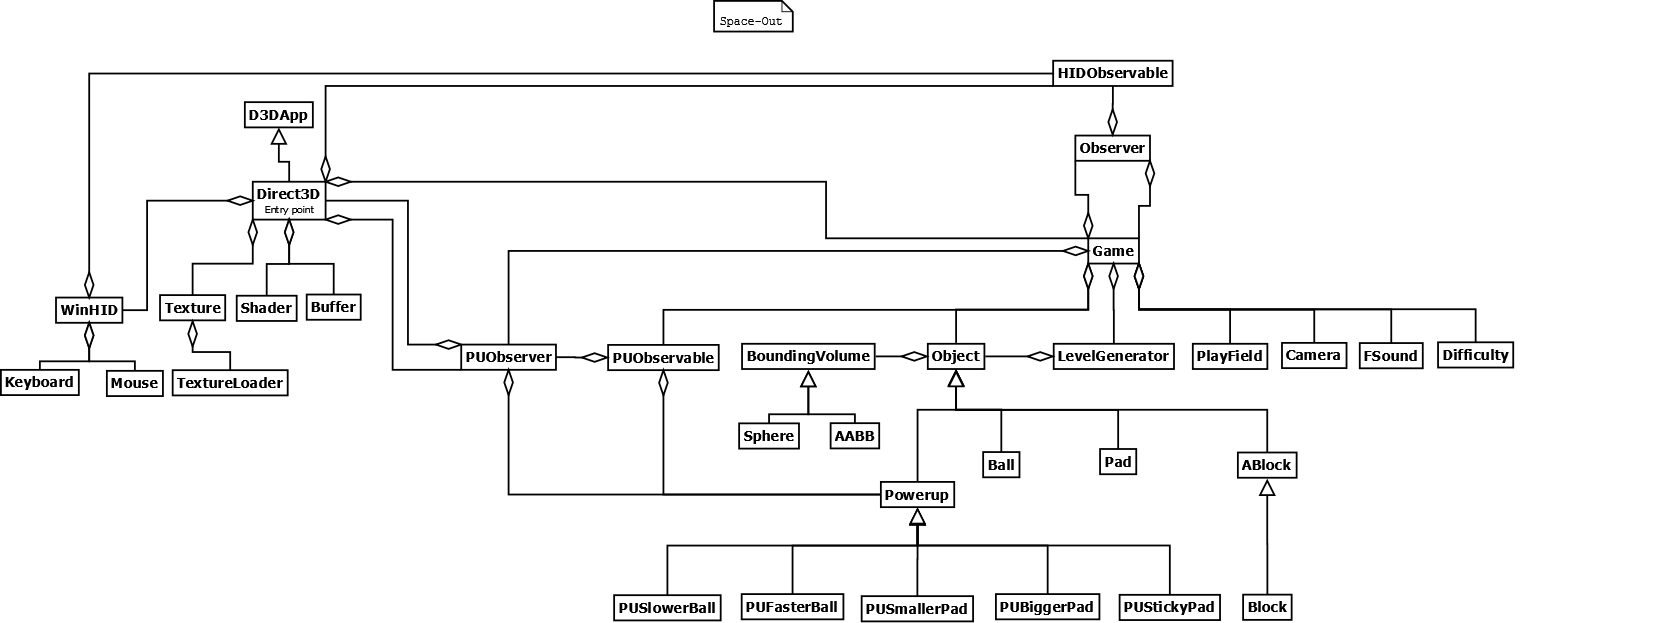 Space-Out
HIDObservable
D3DApp
Observer
Direct3D
Entry point
Game
WinHID
Texture
Shader
Buffer
PUObserver
PUObservable
BoundingVolume
Object
LevelGenerator
PlayField
Camera
FSound
Difficulty
Keyboard
Mouse
TextureLoader
Sphere
AABB
Ball
Pad
ABlock
Powerup
PUSlowerBall
PUFasterBall
PUSmallerPad
PUBiggerPad
PUStickyPad
Block